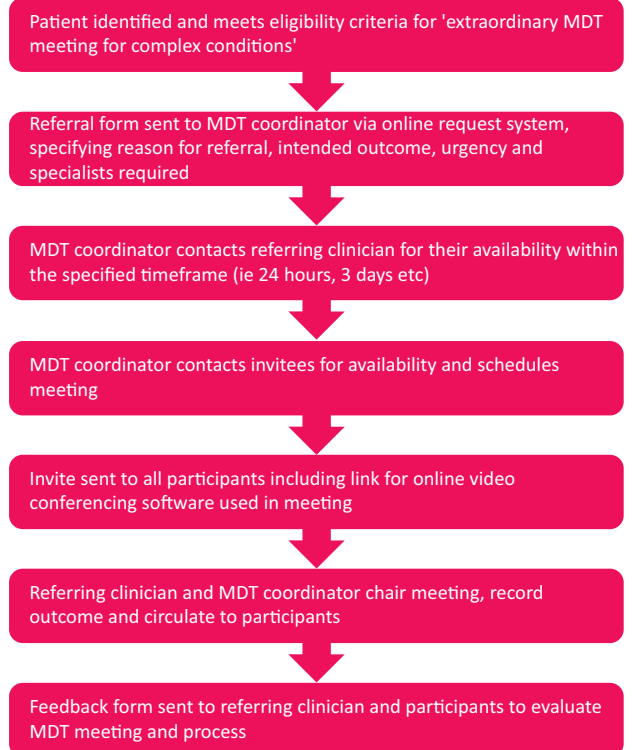 Patient identified and meets eligibility criteria for 'extraordinary MDT
meeting for complex conditions'
Referral form sent to MDT coordinator via online request system,
specifying reason for referral, intended outcome, urgency and
specialists required
MDT coordinator contacts referring clinician for their availability within
the specified timeframe (ie 24 hours, 3 days etc)
MDT coordinator contacts invitees for availability and schedules
meeting
Invite sent to all participants including link for online video
conferencing software used in meeting
Referring clinician and MDT coordinator chair meeting, record
outcome and circulate to participants
Feedback form sent to referring clinician and participants to evaluate
MDT meeting and process